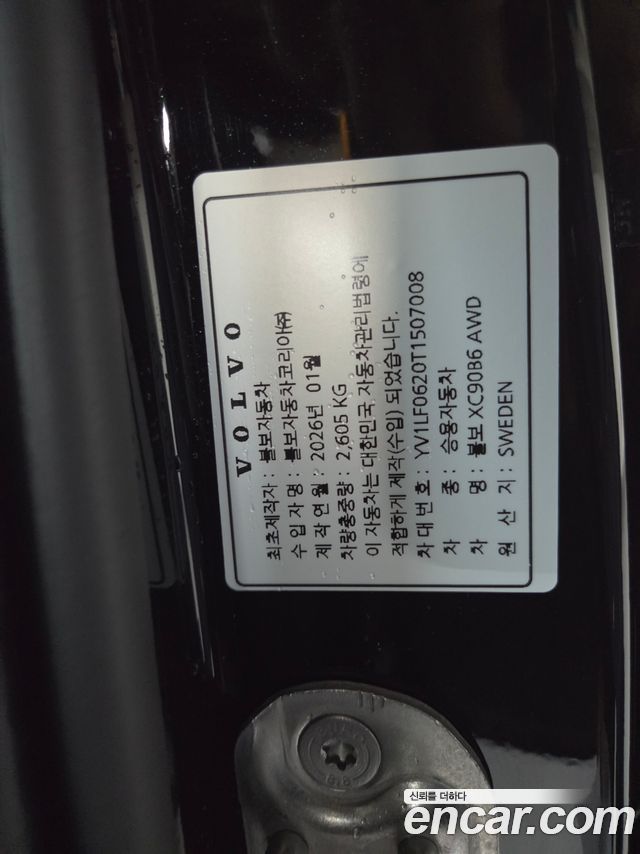 VOLVO
최초제작자 : 볼보자동차
수 입 자 명 : 볼보자동차코리아㈜
제 작 연 월 : 2026년 01월
차량총중량 : 2,605 KG
이 자동차는 대한민국 자동차관리법령에
적합하게 제작(수입) 되었습니다.
차 대 번 호 : YV1LF0620T1507008
차 종 : 승용자동차
차 명 : 볼보 XC90B6 AWD
원 산 지 : SWEDEN
8.8
신뢰를 더하다
encar.com